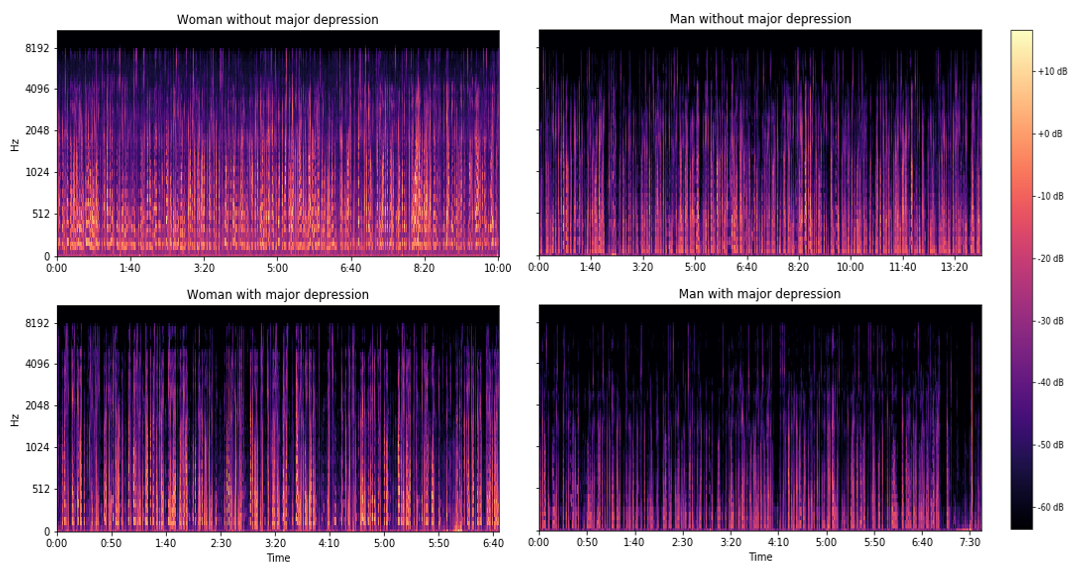 Woman without major depression
Man without major depression
8192
4096
2048
1024
512
0
Hz
0:00 1:40 3:20 5:00 6:40 8:20 10:00
0:00 1:40 3:20 5:00 6:40 8:20 10:00 11:40 13:20
+10 dB
+0 dB
-10 dB
-20 dB
-30 dB
-40 dB
-50 dB
-60 dB
Woman with major depression
Man with major depression
8192
4096
2048
1024
512
0
Hz
0:00 0:50 1:40 2:30 3:20 4:10 5:00 5:50 6:40
Time
0:00 0:50 1:40 2:30 3:20 4:10 5:00 5:50 6:40 7:30
Time